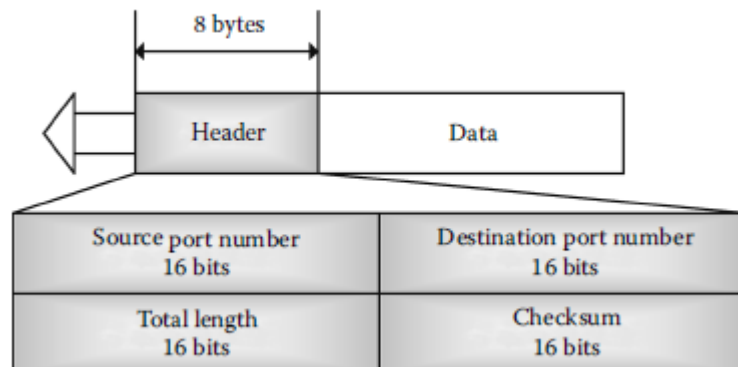 8 bytes
Header
Data
Source port number
16 bits
Destination port number
16 bits
Total length
16 bits
Checksum
16 bits